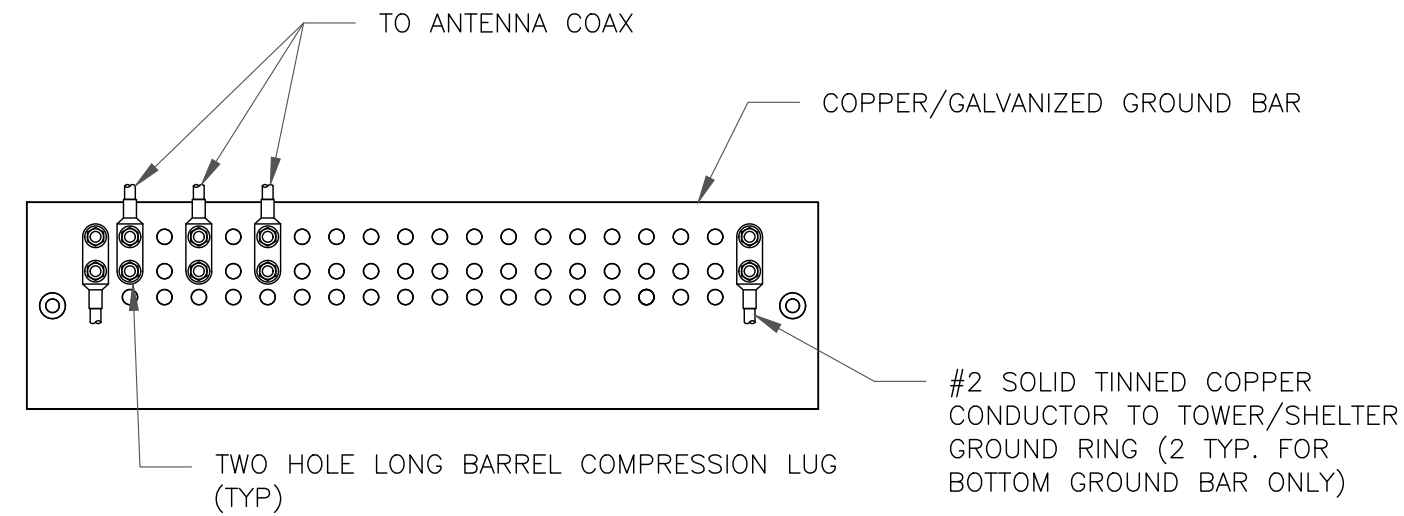 TO ANTENNA COAX
COPPER/GALVANIZED GROUND BAR
#2 SOLID TINNED COPPER
CONDUCTOR TO TOWER/SHELTER
GROUND RING (2 TYP. FOR
BOTTOM GROUND BAR ONLY)
TWO HOLE LONG BARREL COMPRESSION LUG
(TYP)